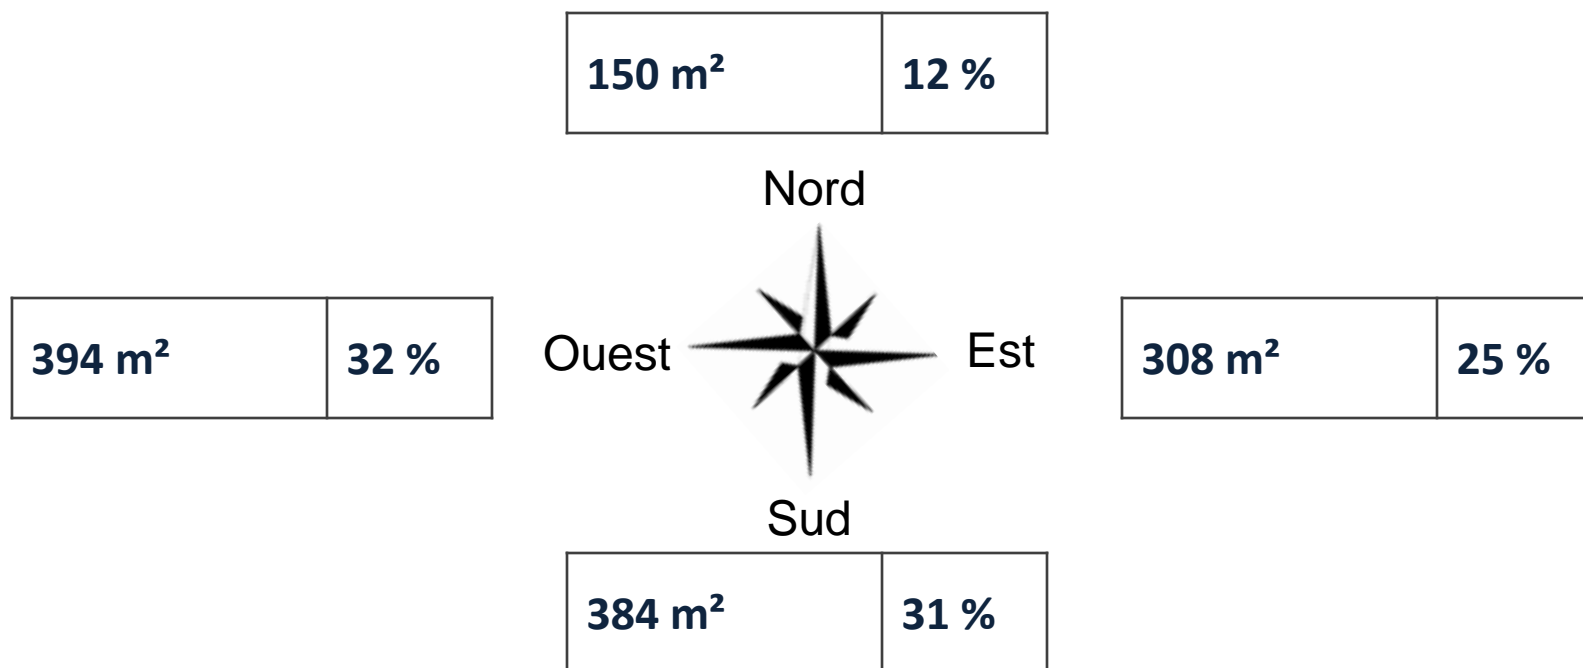 150 m² 12 %
Nord
394 m² 32 % Ouest Est 308 m² 25 %
Sud
384 m² 31 %